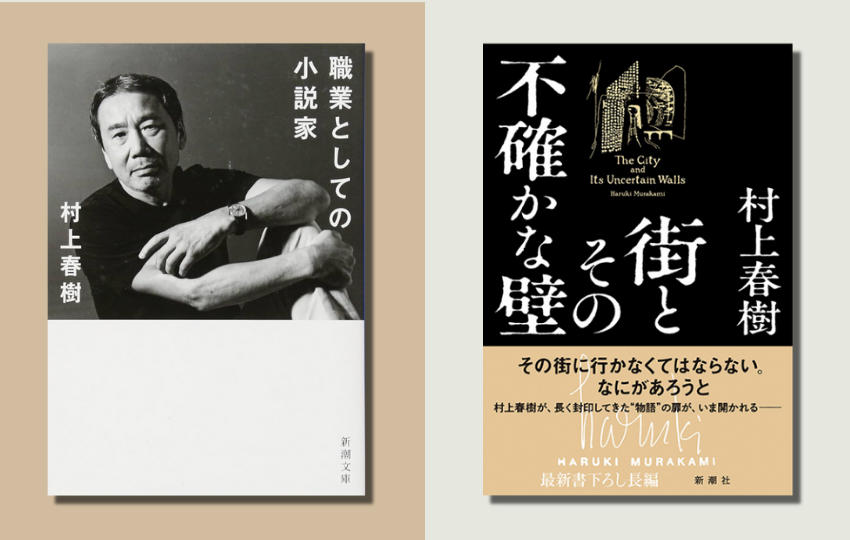 職業としての
小説家
村上春樹
新潮文庫
村上春樹
街と
その
不確かな壁
The City
and
Its Uncertain Walls
Haruki Murakami
その街に行かなくてはならない。
なにがあろうと
村上春樹が、長く封印してきた“物語”の扉が、いま開かれる——
haruki
HARUKI MURAKAMI
最新書下ろし長編
新潮社